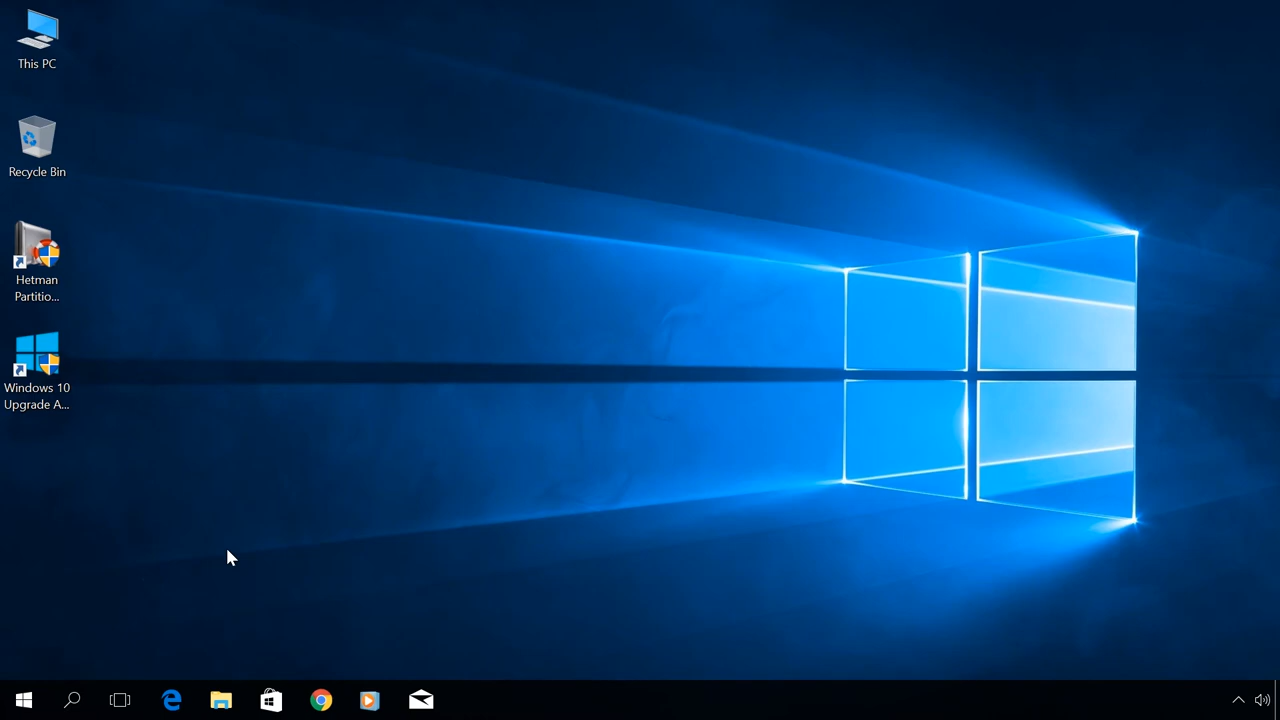 This PC
Recycle Bin
Hetman
Partitio...
Windows 10
Upgrade A...